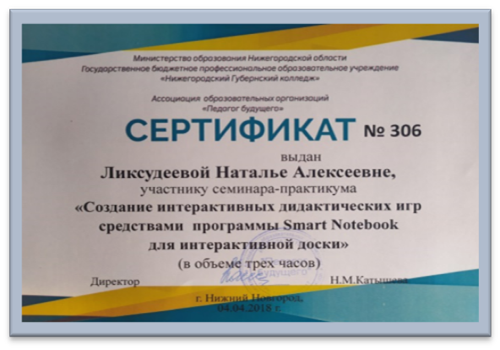 Министерство образования Нижегородской области
Государственное бюджетное профессиональное образовательное учреждение
«Нижегородский Губернский колледж»
Ассоциация образовательных организаций
«Педагог будущего»
СЕРТИФИКАТ № 306
выдан
Ликсудеевой Наталье Алексеевне,
участнику семинара-практикума
«Создание интерактивных дидактических игр
средствами программы Smart Notebook
для интерактивной доски»
(в объеме трех часов)
Директор
г. Нижний Новгород,
04.04.2018 г.